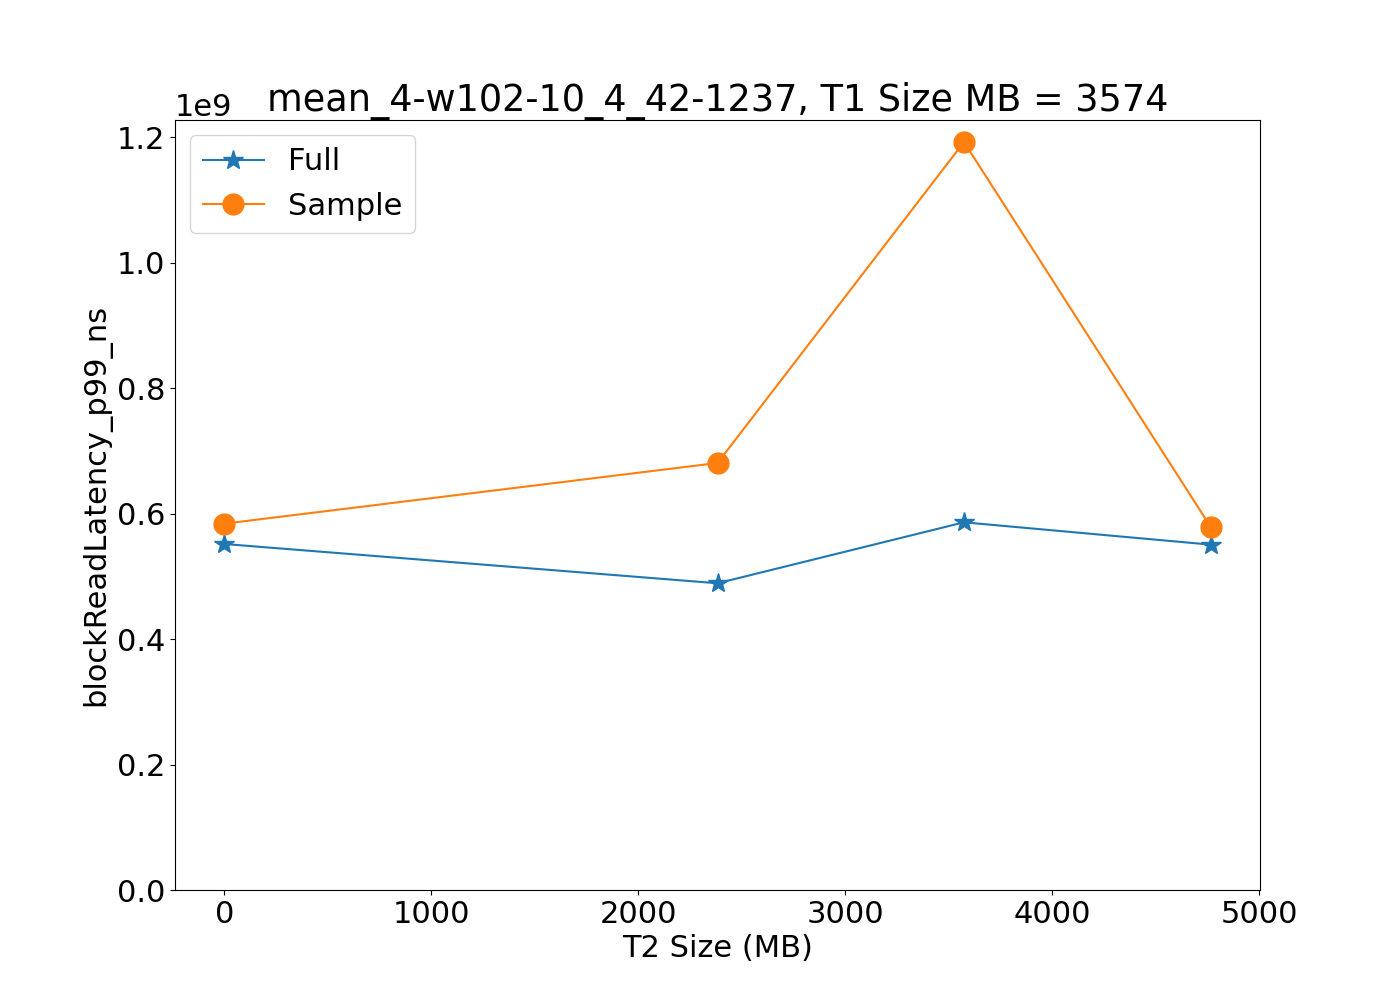 mean_4-w102-10_4_42-1237, T1 Size MB = 3574
1e9
Full
Sample
1.2
1.0
0.8
0.6
0.4
0.2
0.0
blockReadLatency_p99_ns
0 1000 2000 3000 4000 5000
T2 Size (MB)